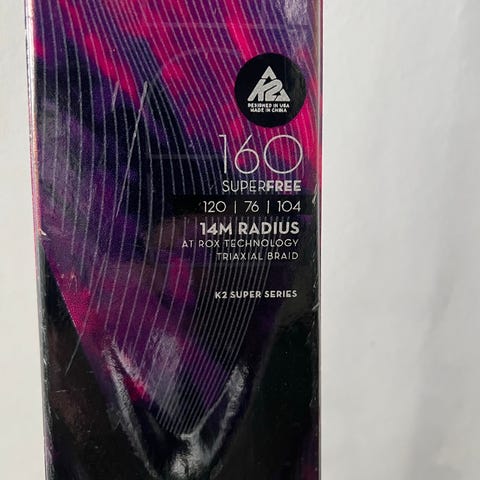 K2
DESIGNED IN USA
MADE IN CHINA
160
SUPERFREE
120 | 76 | 104
14M RADIUS
AT ROX TECHNOLOGY
TRIAXIAL BRAID
K2 SUPER SERIES